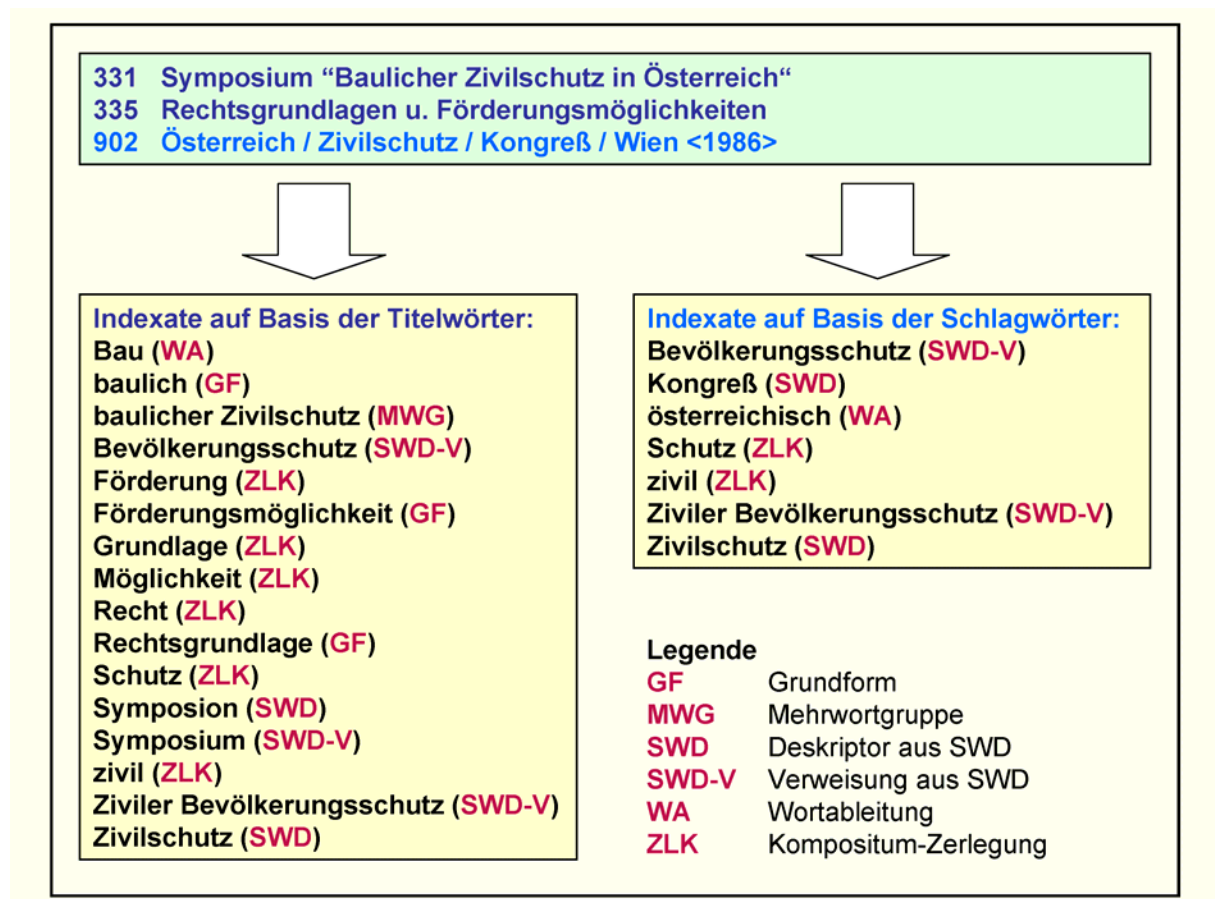 331 Symposium “Baulicher Zivilschutz in Österreich“
335 Rechtsgrundlagen u. Förderungsmöglichkeiten
902 Österreich / Zivilschutz / Kongreß / Wien <1986>
Indexate auf Basis der Titelwörter:
Bau (WA)
baulich (GF)
baulicher Zivilschutz (MWG)
Bevölkerungsschutz (SWD-V)
Förderung (ZLK)
Förderungsmöglichkeit (GF)
Grundlage (ZLK)
Möglichkeit (ZLK)
Recht (ZLK)
Rechtsgrundlage (GF)
Schutz (ZLK)
Symposion (SWD)
Symposium (SWD-V)
zivil (ZLK)
Ziviler Bevölkerungsschutz (SWD-V)
Zivilschutz (SWD)
Indexate auf Basis der Schlagwörter:
Bevölkerungsschutz (SWD-V)
Kongreß (SWD)
österreichisch (WA)
Schutz (ZLK)
zivil (ZLK)
Ziviler Bevölkerungsschutz (SWD-V)
Zivilschutz (SWD)
Legende
GF Grundform
MWG Mehrwortgruppe
SWD Deskriptor aus SWD
SWD-V Verweisung aus SWD
WA Wortableitung
ZLK Kompositum-Zerlegung